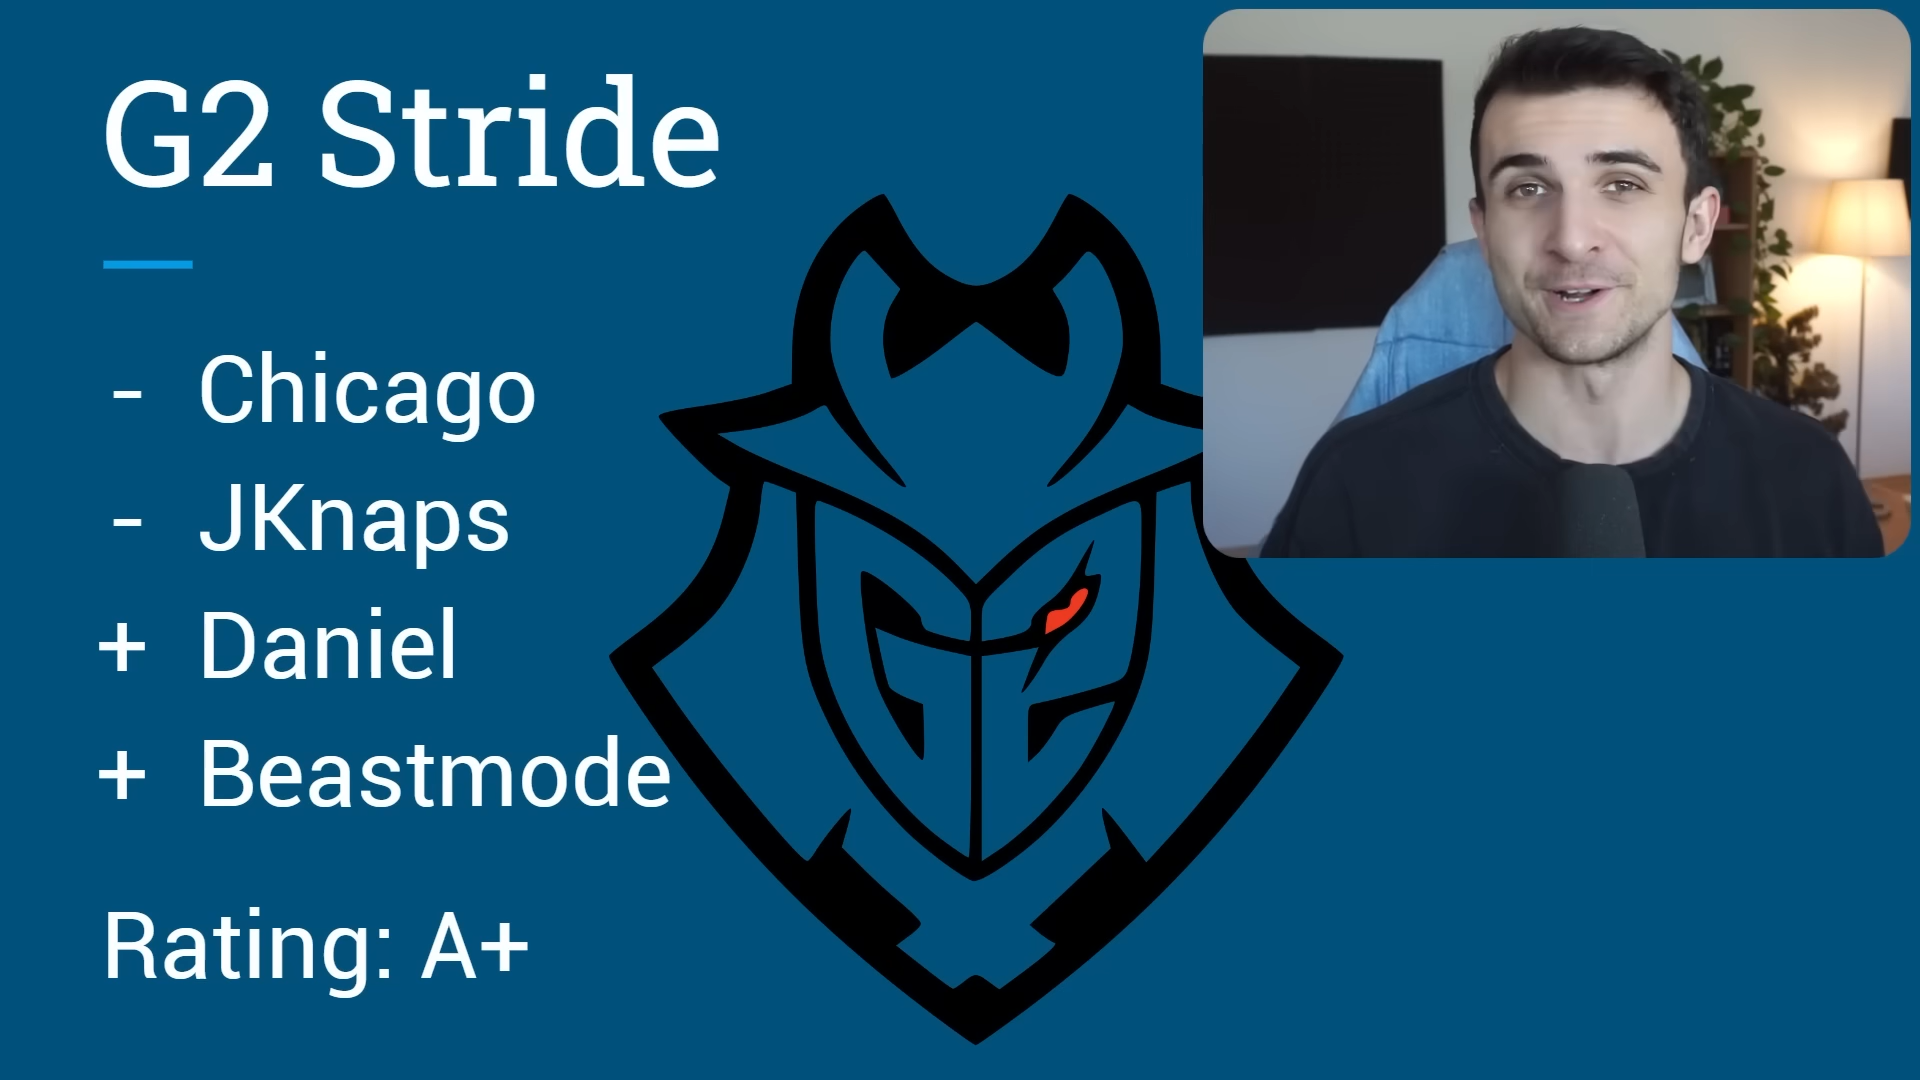 G2 Stride
- Chicago
- JKnaps
+ Daniel
+ Beastmode
Rating: A+